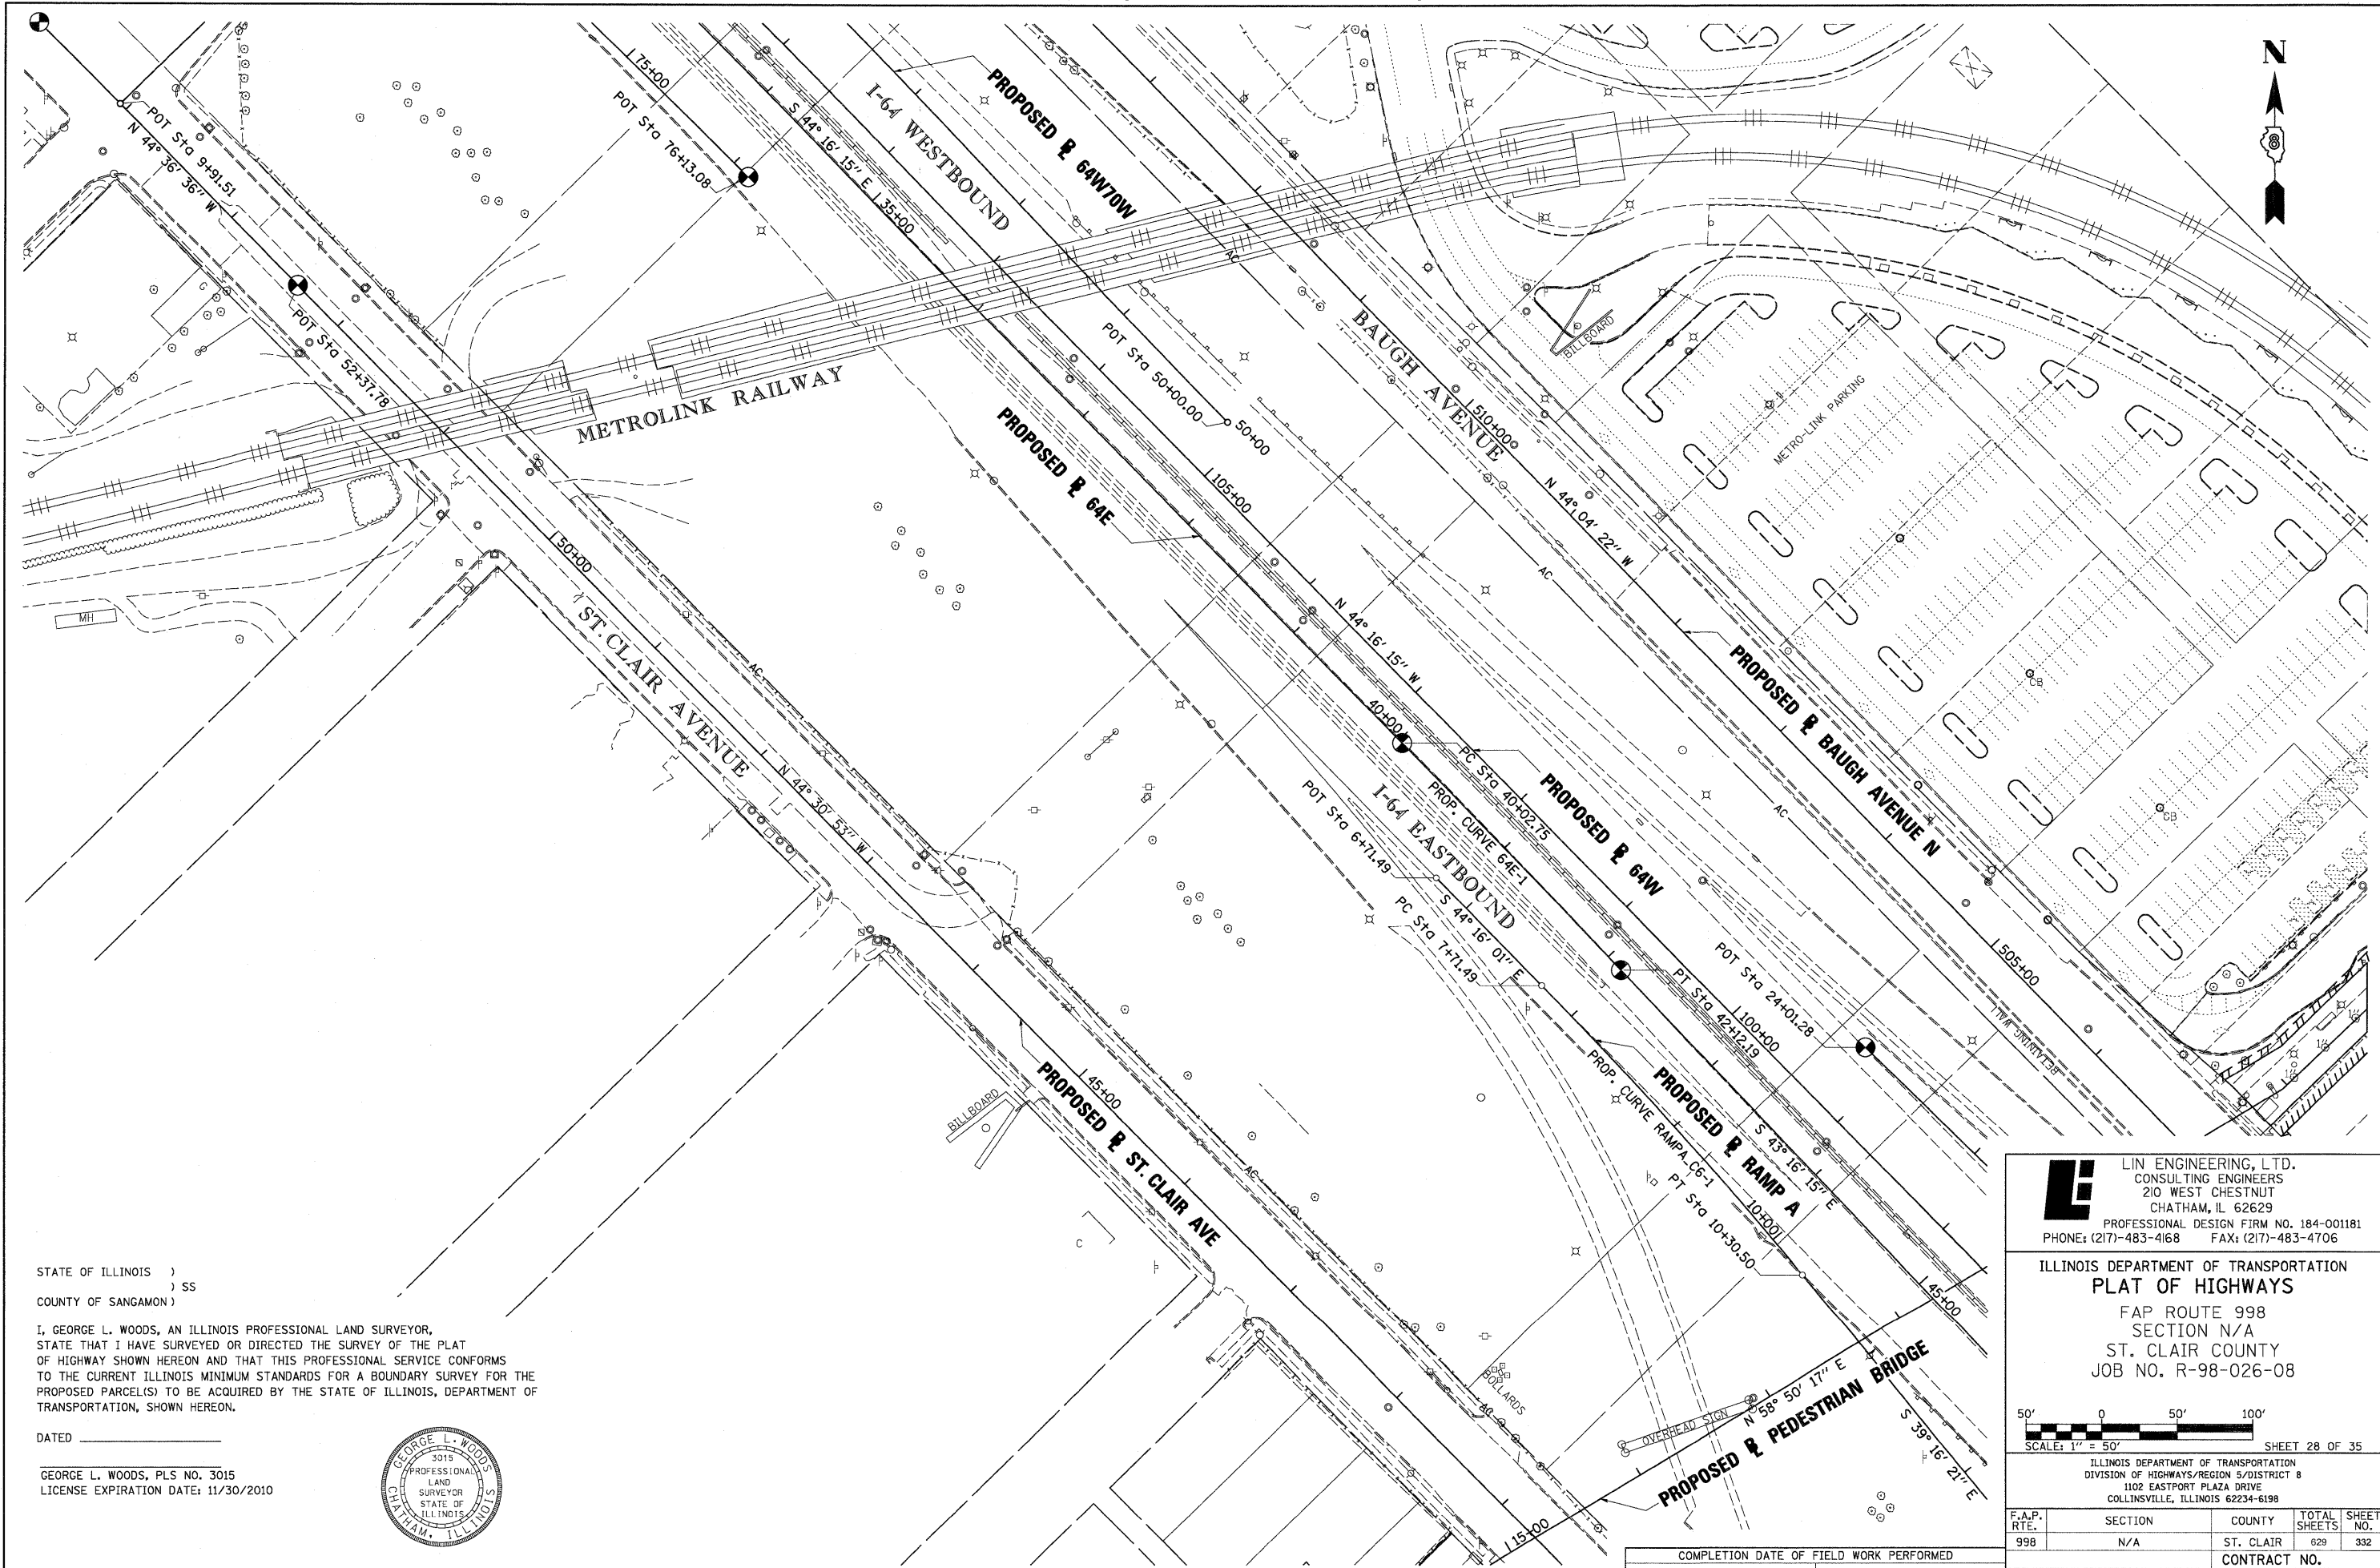 N
8
75+00
POT Sta 76+13.08
S 44° 16' 15" E
35+00
I-64 WESTBOUND
PROPOSED 64W70W
POT Sta 9+91.51
N 44° 36' 36" W
G
POT Sta 52+37.78
METROLINK RAILWAY
AC
POT Sta 50+00.00
50+00
BAUGH AVENUE
510+00
BILLBOARD
METRO-LINK PARKING
PROPOSED 64E
105+00
N 44° 04' 22" W
AC
50+00
MH
ST. CLAIR AVENUE
AC
N 44° 16' 15" W
PROPOSED BAUGH AVENUE N
CB
CB
40+00
PC Sta 40+02.75
PROP. CURVE 64E-1
PROPOSED 64W
AC
N 44° 30' 53" W
I-64 EASTBOUND
POT Sta 6+71.49
S 44° 16' 01" E
PC Sta 7+71.49
POT Sta 24+01.28
PT Sta 42+12.19
100+00
505+00
RETAINING WALL
PROPOSED ST. CLAIR AVE
45+00
BILLBOARD
AC
C
PROP. CURVE RAMPA_C6-1
PROPOSED RAMP A
S 43° 16' 15" E
PT Sta 10+30.50
10+00
45+00
BOLLARDS
AC
OVERHEAD SIGN
N 58° 50' 17" E
PROPOSED PEDESTRIAN BRIDGE
S 39° 16' 21" E
15+00
STATE OF ILLINOIS )
) SS
COUNTY OF SANGAMON )
I, GEORGE L. WOODS, AN ILLINOIS PROFESSIONAL LAND SURVEYOR,
STATE THAT I HAVE SURVEYED OR DIRECTED THE SURVEY OF THE PLAT
OF HIGHWAY SHOWN HEREON AND THAT THIS PROFESSIONAL SERVICE CONFORMS
TO THE CURRENT ILLINOIS MINIMUM STANDARDS FOR A BOUNDARY SURVEY FOR THE
PROPOSED PARCEL(S) TO BE ACQUIRED BY THE STATE OF ILLINOIS, DEPARTMENT OF
TRANSPORTATION, SHOWN HEREON.
DATED
GEORGE L. WOODS, PLS NO. 3015
LICENSE EXPIRATION DATE: 11/30/2010
GEORGE L. WOODS
3015
PROFESSIONAL
LAND
SURVEYOR
STATE OF
ILLINOIS
CHATHAM, ILLINOIS
LIN ENGINEERING, LTD.
CONSULTING ENGINEERS
210 WEST CHESTNUT
CHATHAM, IL 62629
PROFESSIONAL DESIGN FIRM NO. 184-001181
PHONE: (217)-483-4168 FAX: (217)-483-4706
ILLINOIS DEPARTMENT OF TRANSPORTATION
PLAT OF HIGHWAYS
FAP ROUTE 998
SECTION N/A
ST. CLAIR COUNTY
JOB NO. R-98-026-08
50' 0 50' 100'
SCALE: 1" = 50' SHEET 28 OF 35
ILLINOIS DEPARTMENT OF TRANSPORTATION
DIVISION OF HIGHWAYS/REGION 5/DISTRICT 8
1102 EASTPORT PLAZA DRIVE
COLLINSVILLE, ILLINOIS 62234-6198
F.A.P. RTE. SECTION COUNTY TOTAL SHEETS SHEET NO.
998 N/A ST. CLAIR 629 332
CONTRACT NO.
COMPLETION DATE OF FIELD WORK PERFORMED